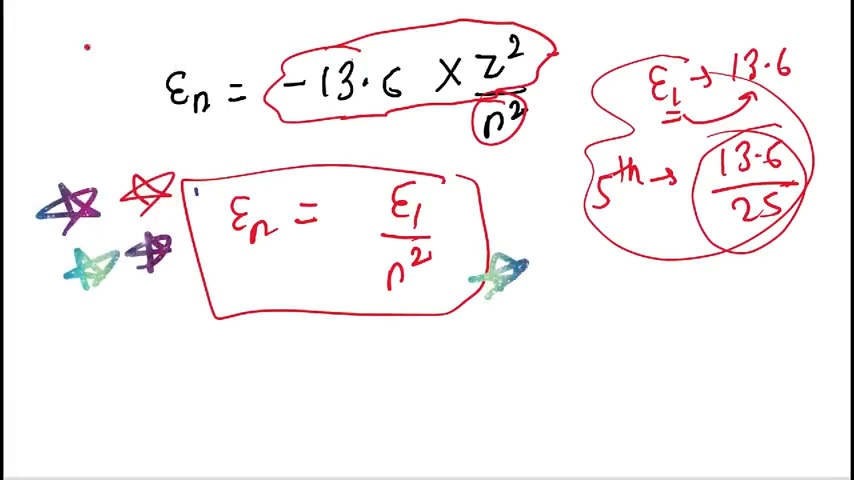 εn = -13.6 × z²/n²
ε1 → 13.6
5th → 13.6/25
εn = ε1/n²